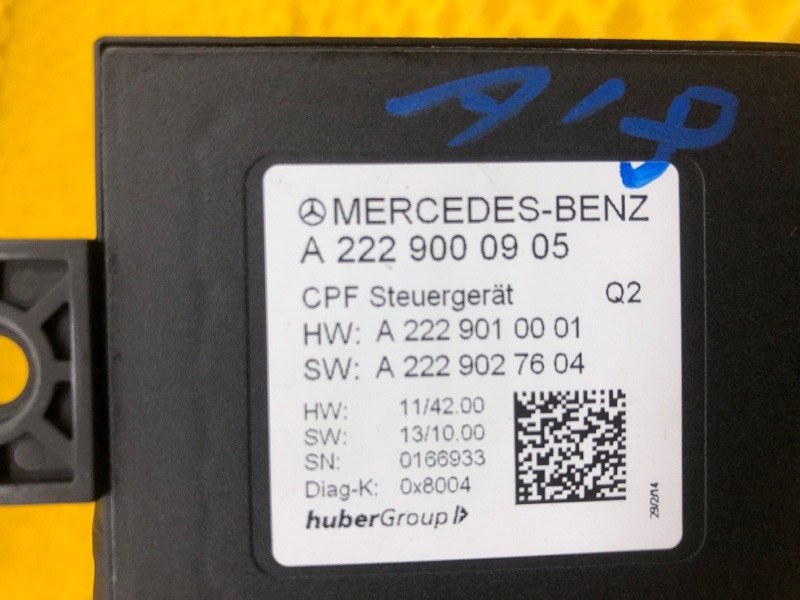 A18
MERCEDES-BENZ
A 222 900 09 05
CPF Steuergerät Q2
HW: A 222 901 00 01
SW: A 222 902 76 04
HW: 11/42.00
SW: 13/10.00
SN: 0166933
Diag-K: 0x8004
huberGroup
29/2/14